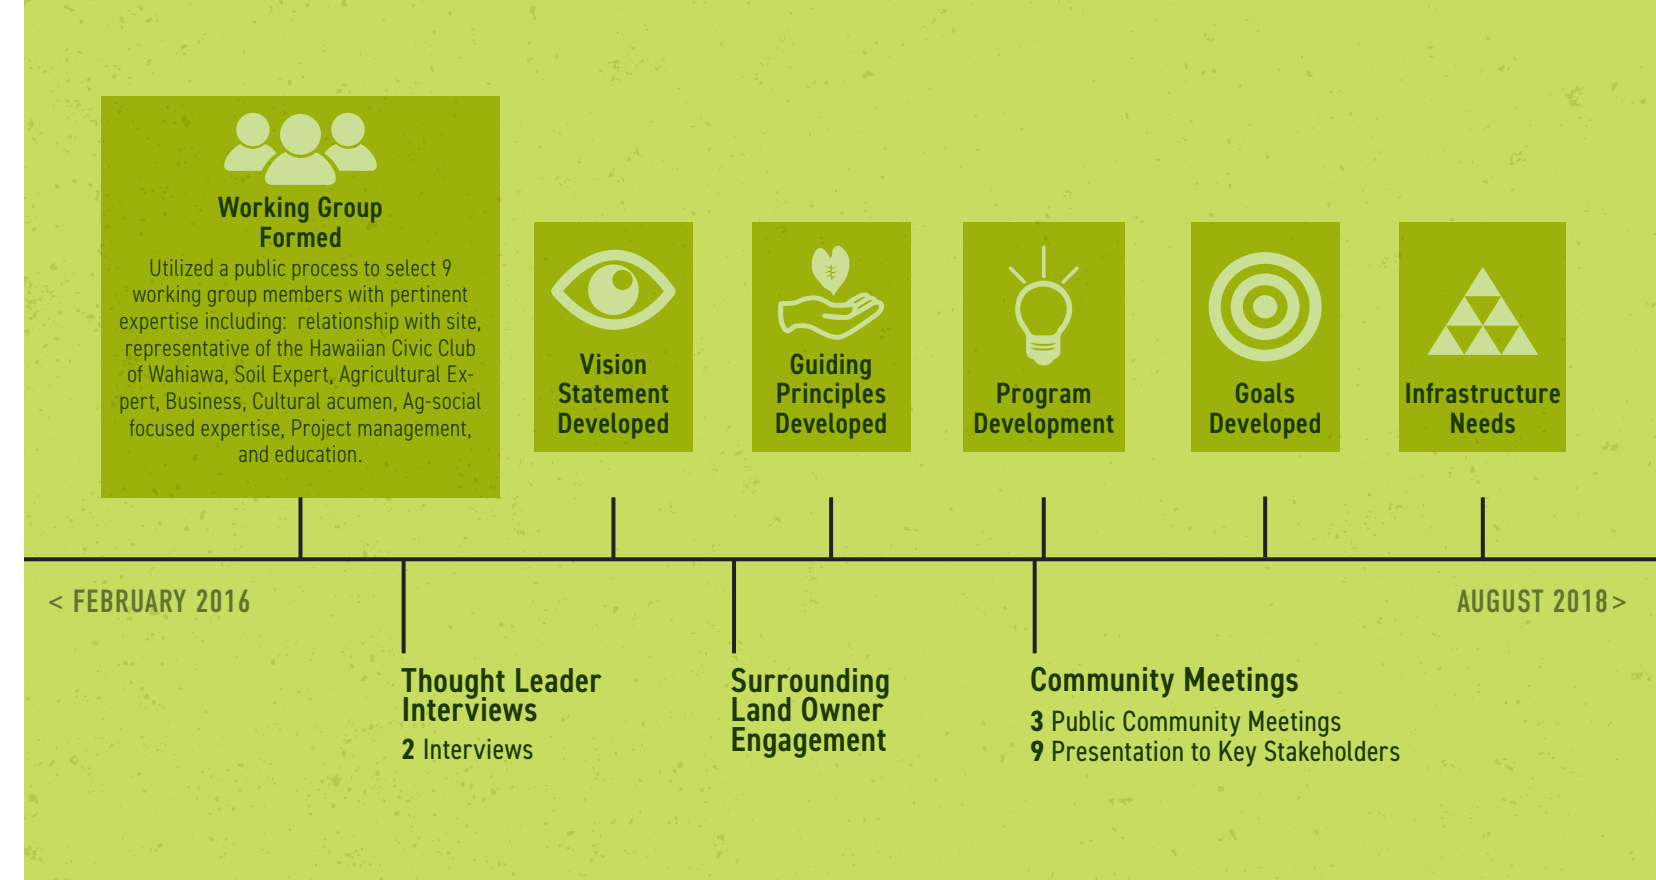 Working Group
Formed
Utilized a public process to select 9
working group members with pertinent
expertise including:  relationship with site,
representative of the Hawaiian Civic Club
of Wahiawa, Soil Expert, Agricultural Ex-
pert, Business, Cultural acumen, Ag-social
focused expertise, Project management,
and education.
Vision
Statement
Developed
Guiding
Principles
Developed
Program
Development
Goals
Developed
Infrastructure
Needs
< FEBRUARY 2016
AUGUST 2018 >
Thought Leader
Interviews
2 Interviews
Surrounding
Land Owner
Engagement
Community Meetings
3 Public Community Meetings
9 Presentation to Key Stakeholders